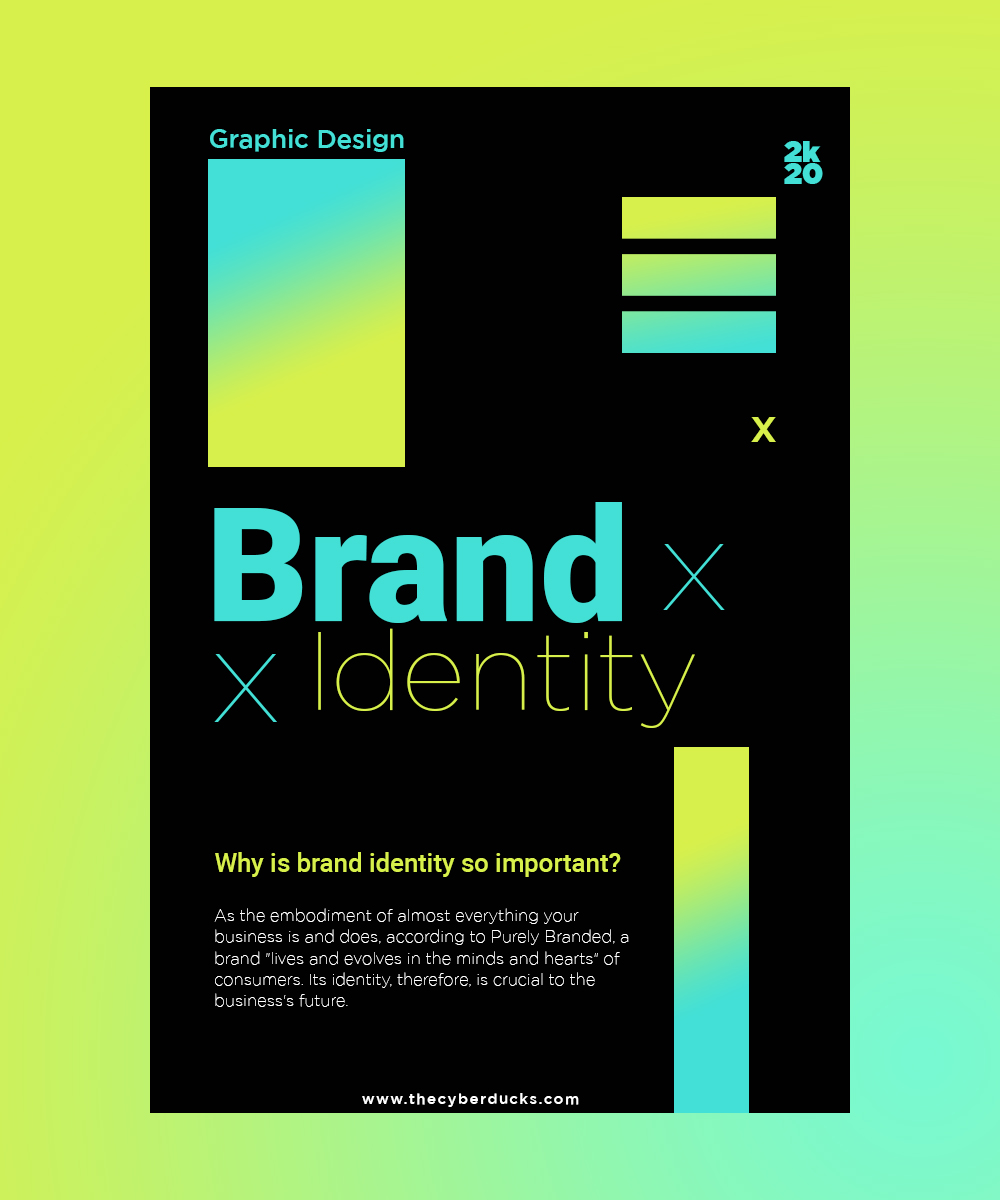 Graphic Design
2k
20
x
Brand x
x Identity
Why is brand identity so important?
As the embodiment of almost everything your
business is and does, according to Purely Branded, a
brand "lives and evolves in the minds and hearts" of
consumers. Its identity, therefore, is crucial to the
business's future.
www.thecyberducks.com